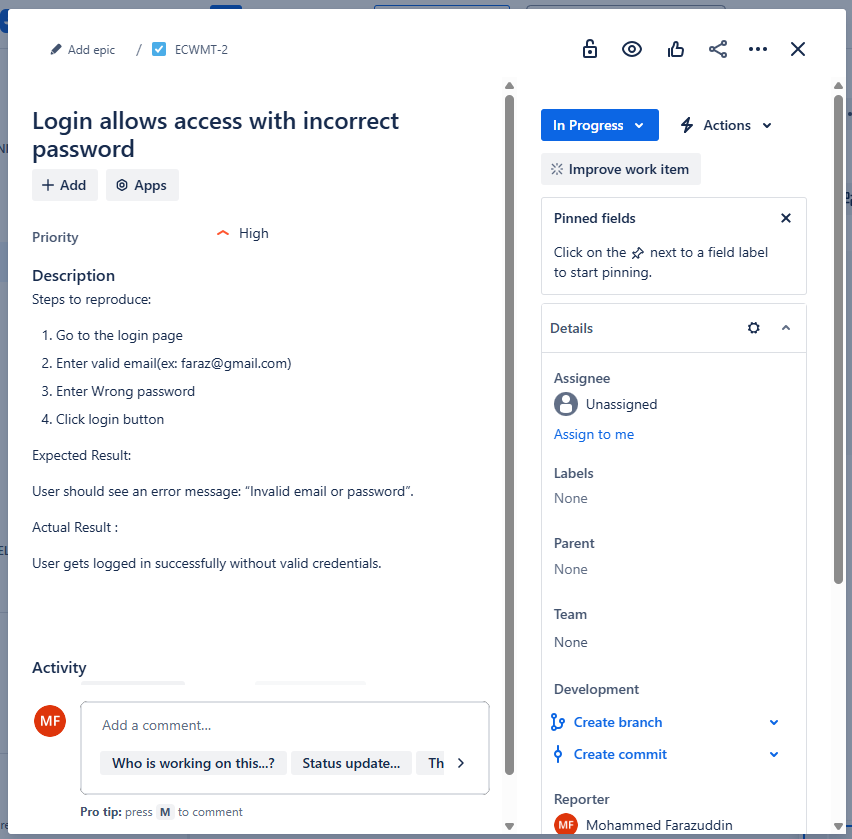 Add epic / ECWMT-2
Login allows access with incorrect
password
Add Apps
Priority High
Description
Steps to reproduce:
1. Go to the login page
2. Enter valid email(ex: faraz@gmail.com)
3. Enter Wrong password
4. Click login button
Expected Result:
User should see an error message: “Invalid email or password”.
Actual Result :
User gets logged in successfully without valid credentials.
Activity
MF
Add a comment...
Who is working on this...? Status update... Th
Pro tip: press M to comment
In Progress Actions
Improve work item
Pinned fields
Click on the next to a field label
to start pinning.
Details
Assignee
Unassigned
Assign to me
Labels
None
Parent
None
Team
None
Development
Create branch
Create commit
Reporter
MF Mohammed Farazuddin